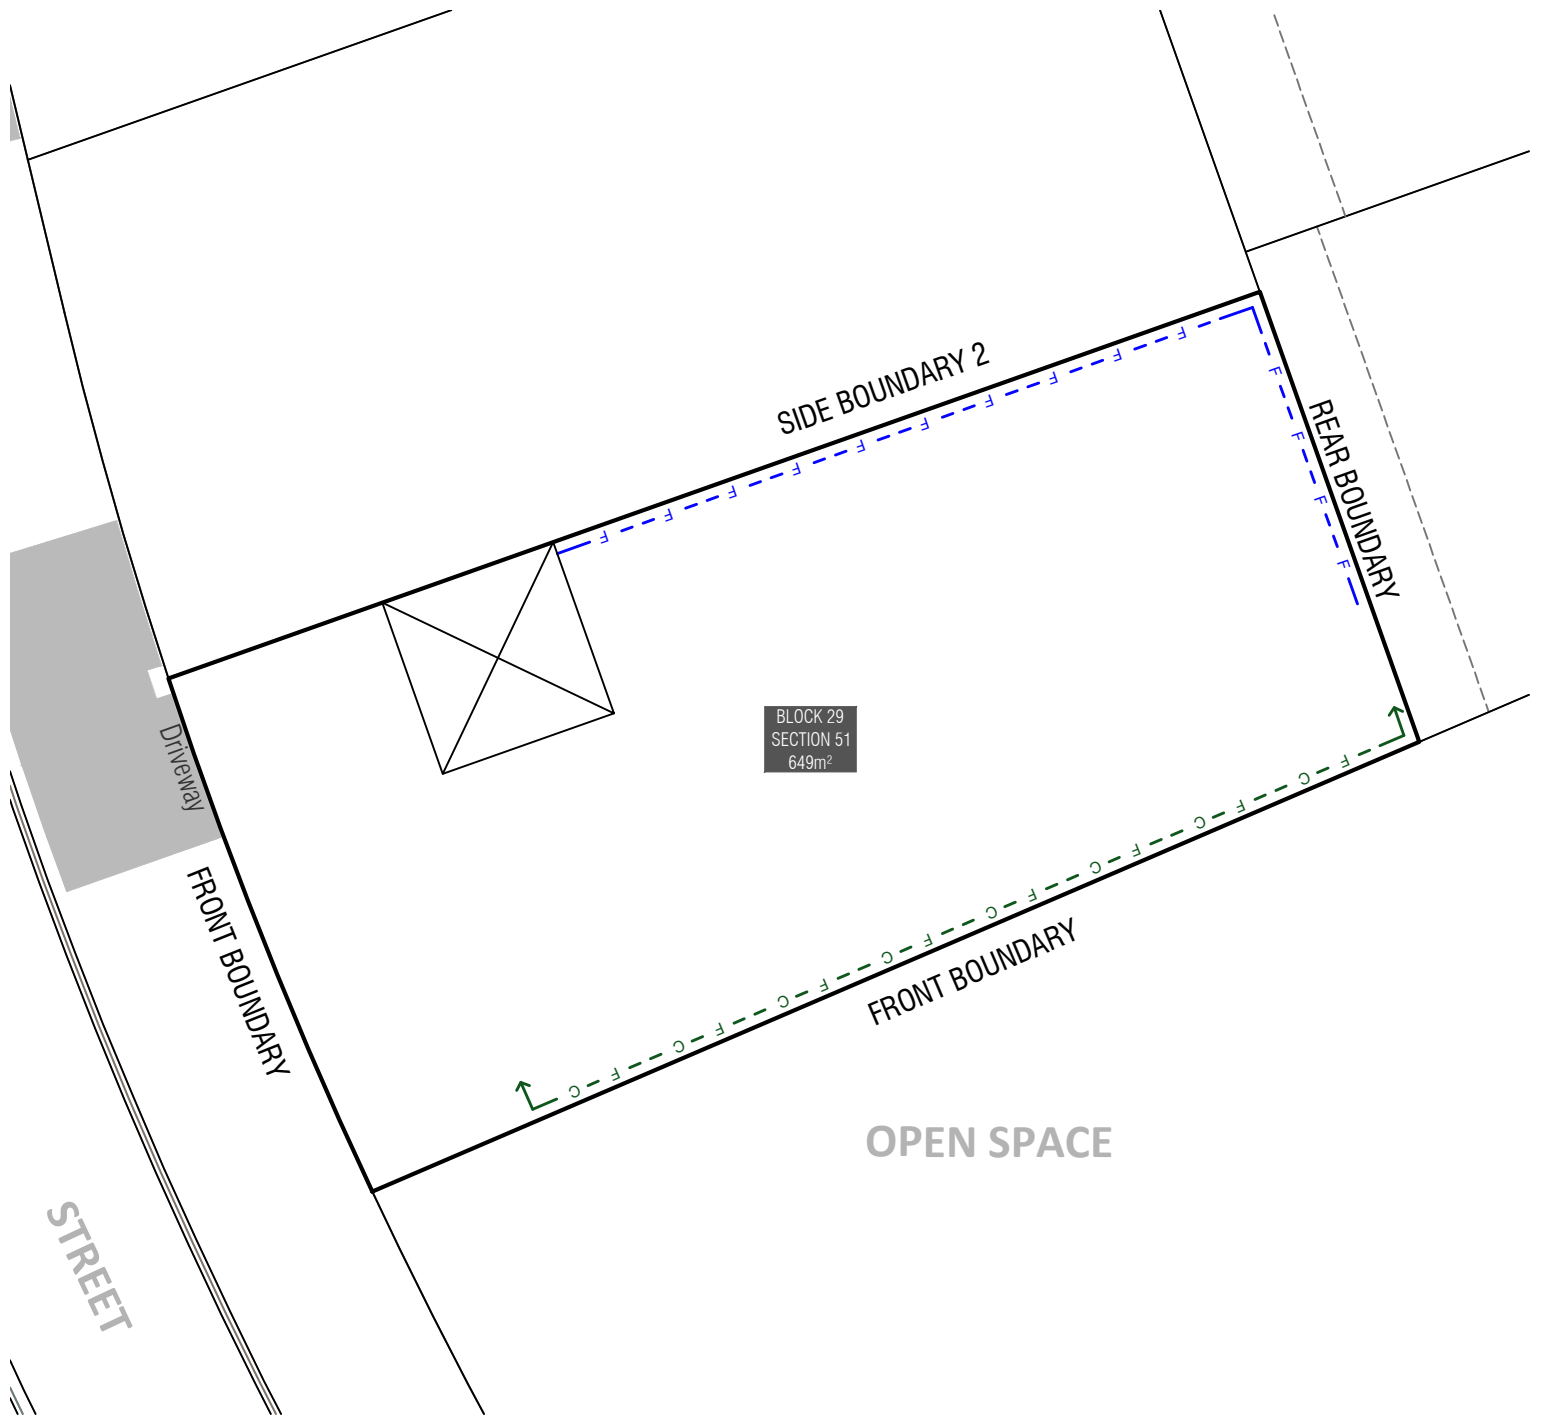 SIDE BOUNDARY 2
F F F F F F F F F F
F F F F
REAR BOUNDARY
BLOCK 29
SECTION 51
649m²
Driveway
FRONT BOUNDARY
C F C F C F C F C F C F C F C F
FRONT BOUNDARY
OPEN SPACE
STREET